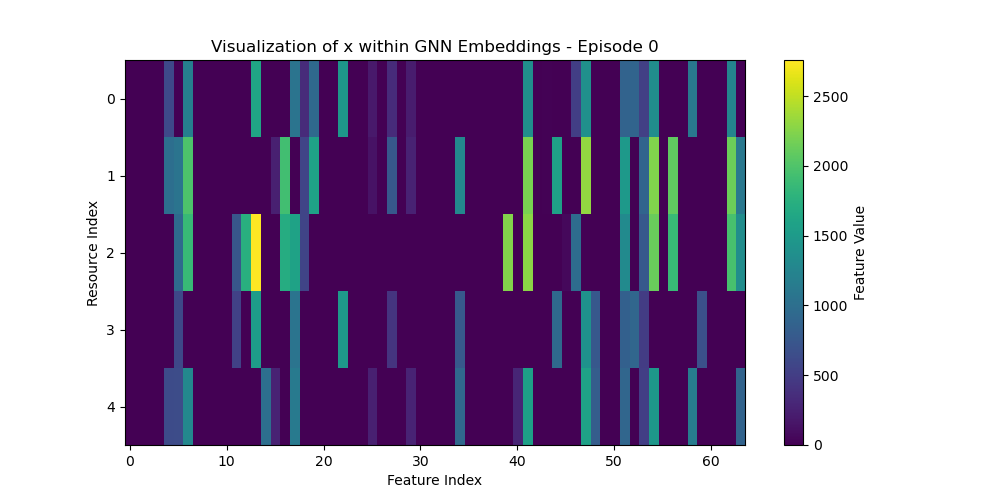 Visualization of x within GNN Embeddings - Episode 0
Resource Index
0
1
2
3
4
0 10 20 30 40 50 60
Feature Index
2500
2000
1500
1000
500
0
Feature Value